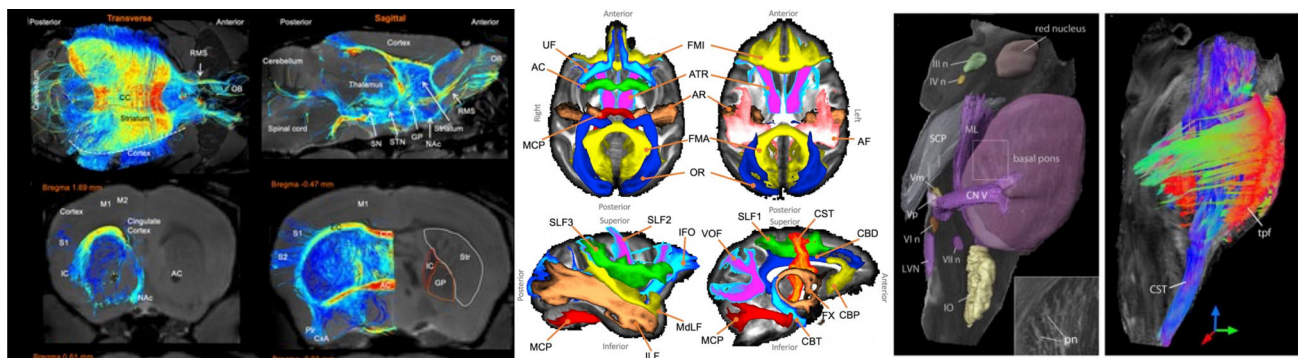 Posterior
Transverse
Anterior
RMS
Cerebellum
CC
OB
Striatum
Cortex
Posterior
Sagittal
Anterior
Cortex
OB
Cerebellum
Thalamus
Spinal cord
SN
STN
GP
NAc
Striatum
RMS
Bregma 1.69 mm
M1
M2
Cortex
Cingulate
Cortex
S1
IC
AC
NAc
Bregma -0.47 mm
M1
S1
CC
S2
IC
Str
GP
AC
Pir
Anterior
Anterior
UF
FMI
AC
ATR
AR
Right
Left
MCP
FMA
AF
OR
Posterior
Posterior
Superior
Superior
SLF3
SLF2
IFO
SLF1
CST
VOF
CBD
Posterior
Anterior
MdLF
FX
CBP
MCP
ILF
Inferior
MCP
CBT
Inferior
red nucleus
III n
IV n
SCP
ML
basal pons
Vm
CN V
Vp
VI n
VII n
LVN
IO
pn
tpf
CST